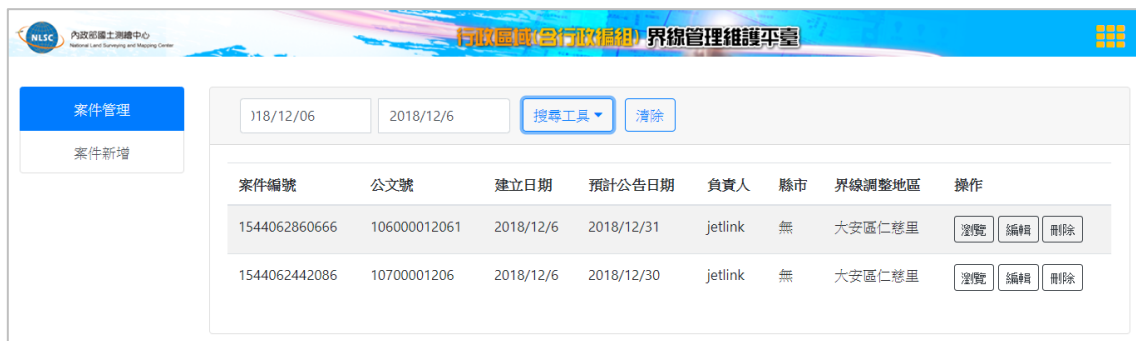 NLSC 內政部國土測繪中心
National Land Surveying and Mapping Center
行政區域(含行政編組) 界線管理維護平臺
案件管理
案件新增
)18/12/06 2018/12/6 搜尋工具 清除
案件編號 公文號 建立日期 預計公告日期 負責人 縣市 界線調整地區 操作
1544062860666 106000012061 2018/12/6 2018/12/31 jetlink 無 大安區仁慈里 瀏覽 編輯 刪除
1544062442086 10700001206 2018/12/6 2018/12/30 jetlink 無 大安區仁慈里 瀏覽 編輯 刪除